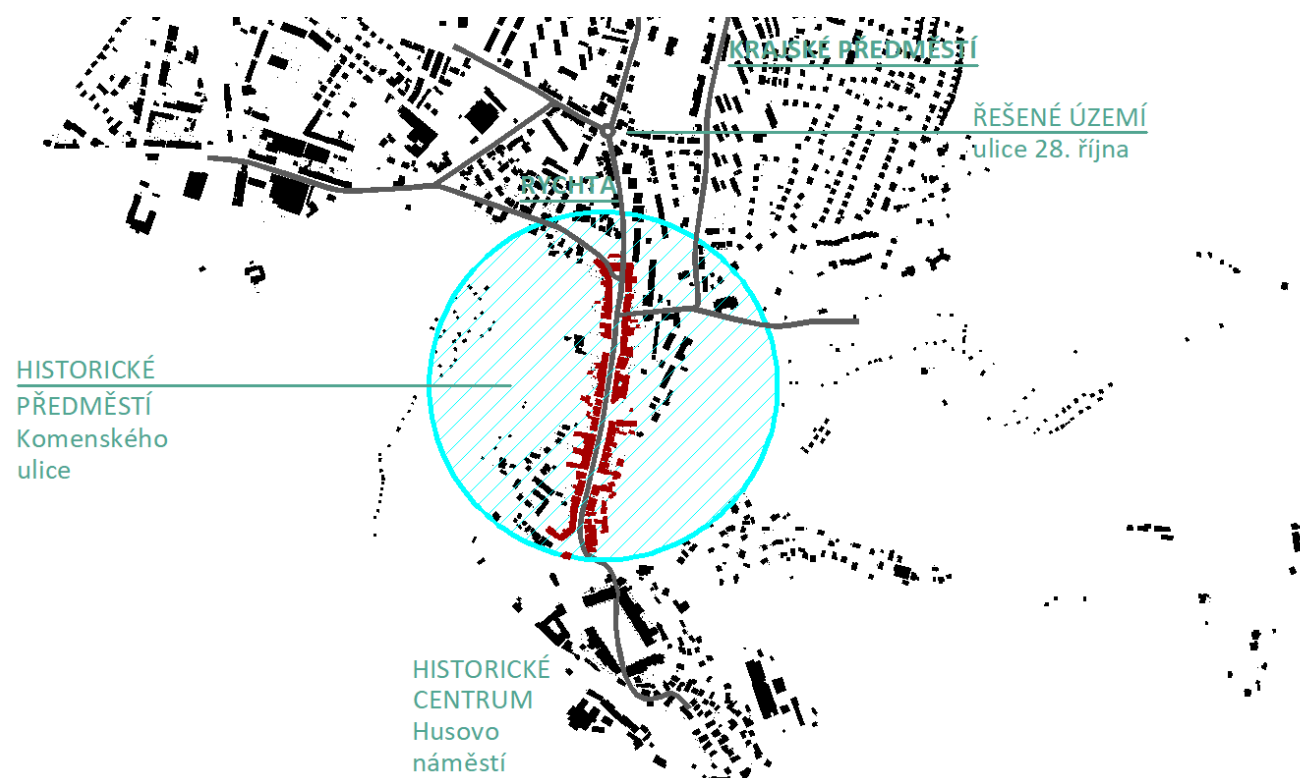 KRAJSKÉ PŘEDMĚSTÍ
ŘEŠENÉ ÚZEMÍ
ulice 28. října
RYCHTA
HISTORICKÉ
PŘEDMĚSTÍ
Komenského
ulice
HISTORICKÉ
CENTRUM
Husovo
náměstí